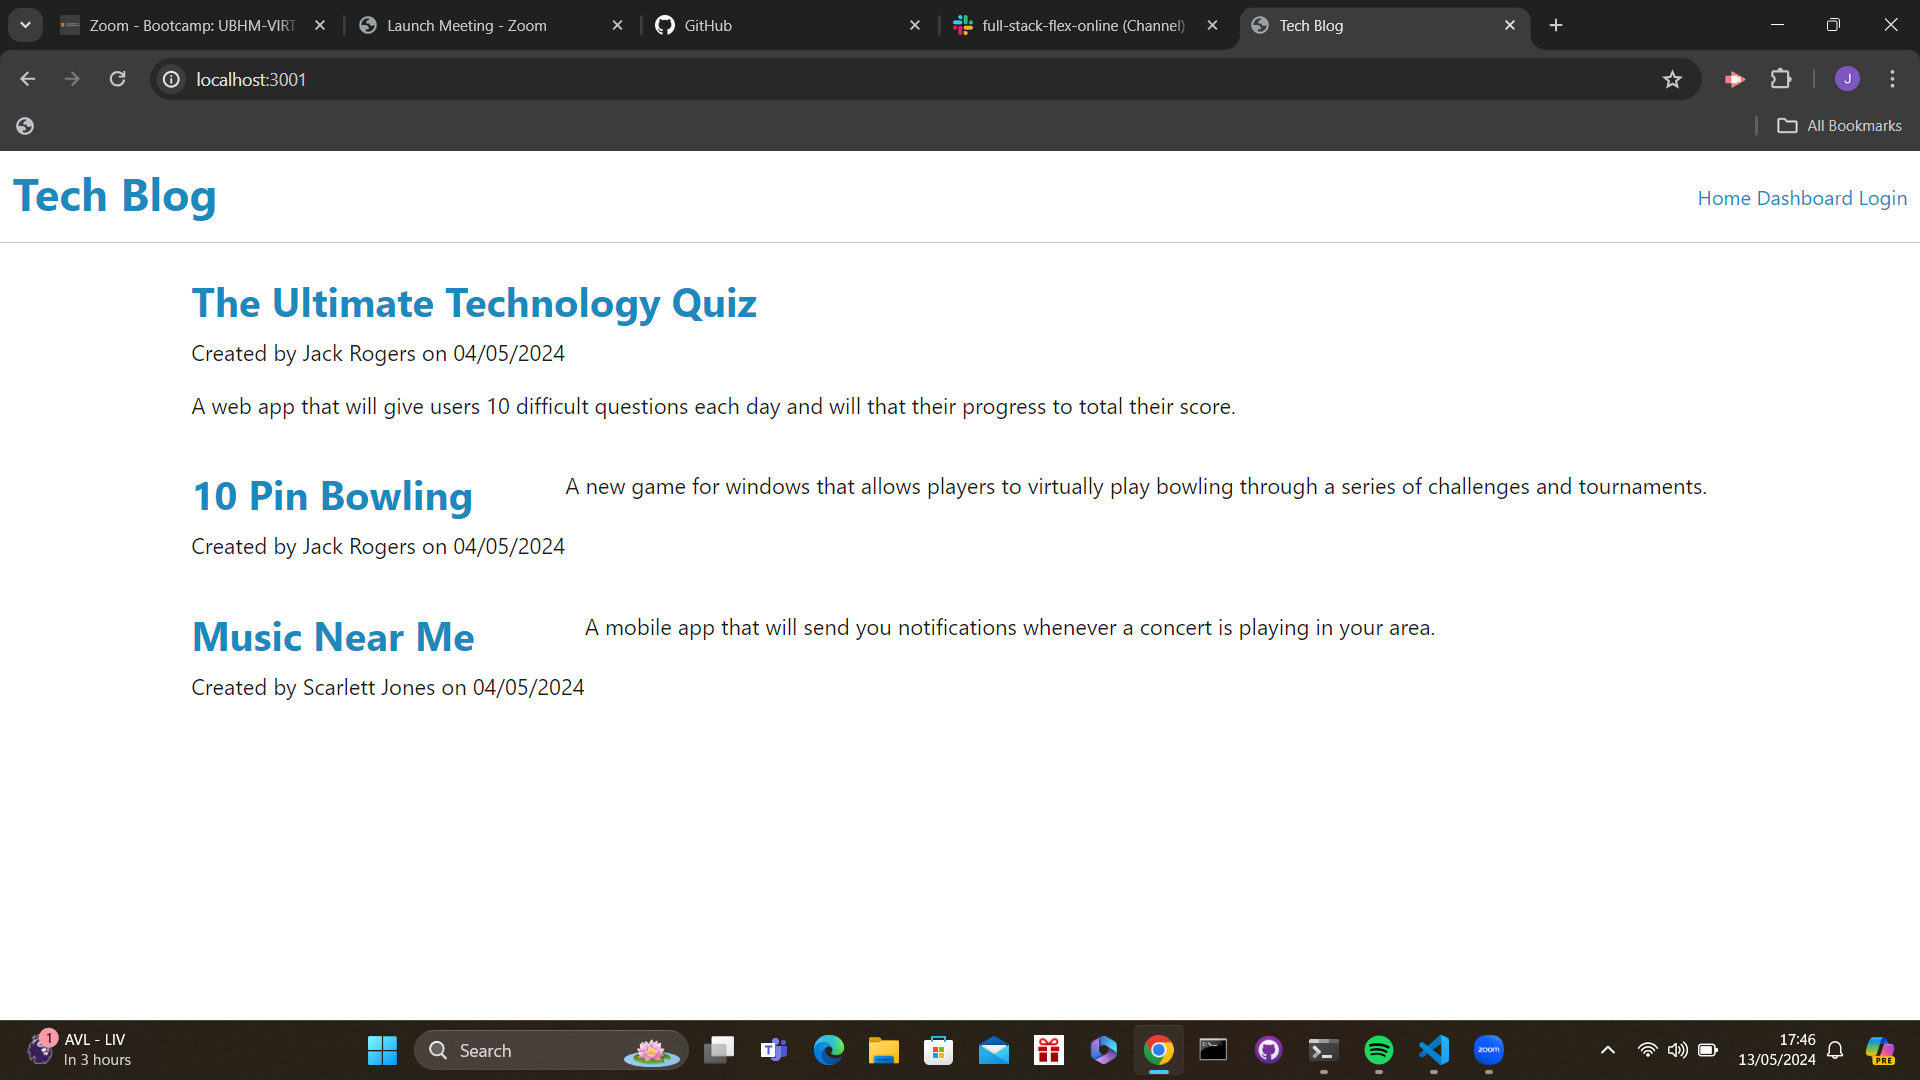 Zoom - Bootcamp: UBHM-VIRT
Launch Meeting - Zoom
GitHub
full-stack-flex-online (Channel)
Tech Blog
localhost:3001
J
All Bookmarks
Tech Blog
Home Dashboard Login
The Ultimate Technology Quiz
Created by Jack Rogers on 04/05/2024
A web app that will give users 10 difficult questions each day and will that their progress to total their score.
10 Pin Bowling
Created by Jack Rogers on 04/05/2024
A new game for windows that allows players to virtually play bowling through a series of challenges and tournaments.
Music Near Me
Created by Scarlett Jones on 04/05/2024
A mobile app that will send you notifications whenever a concert is playing in your area.
1
AVL - LIV
In 3 hours
Search
zoom
17:46
13/05/2024
PRE